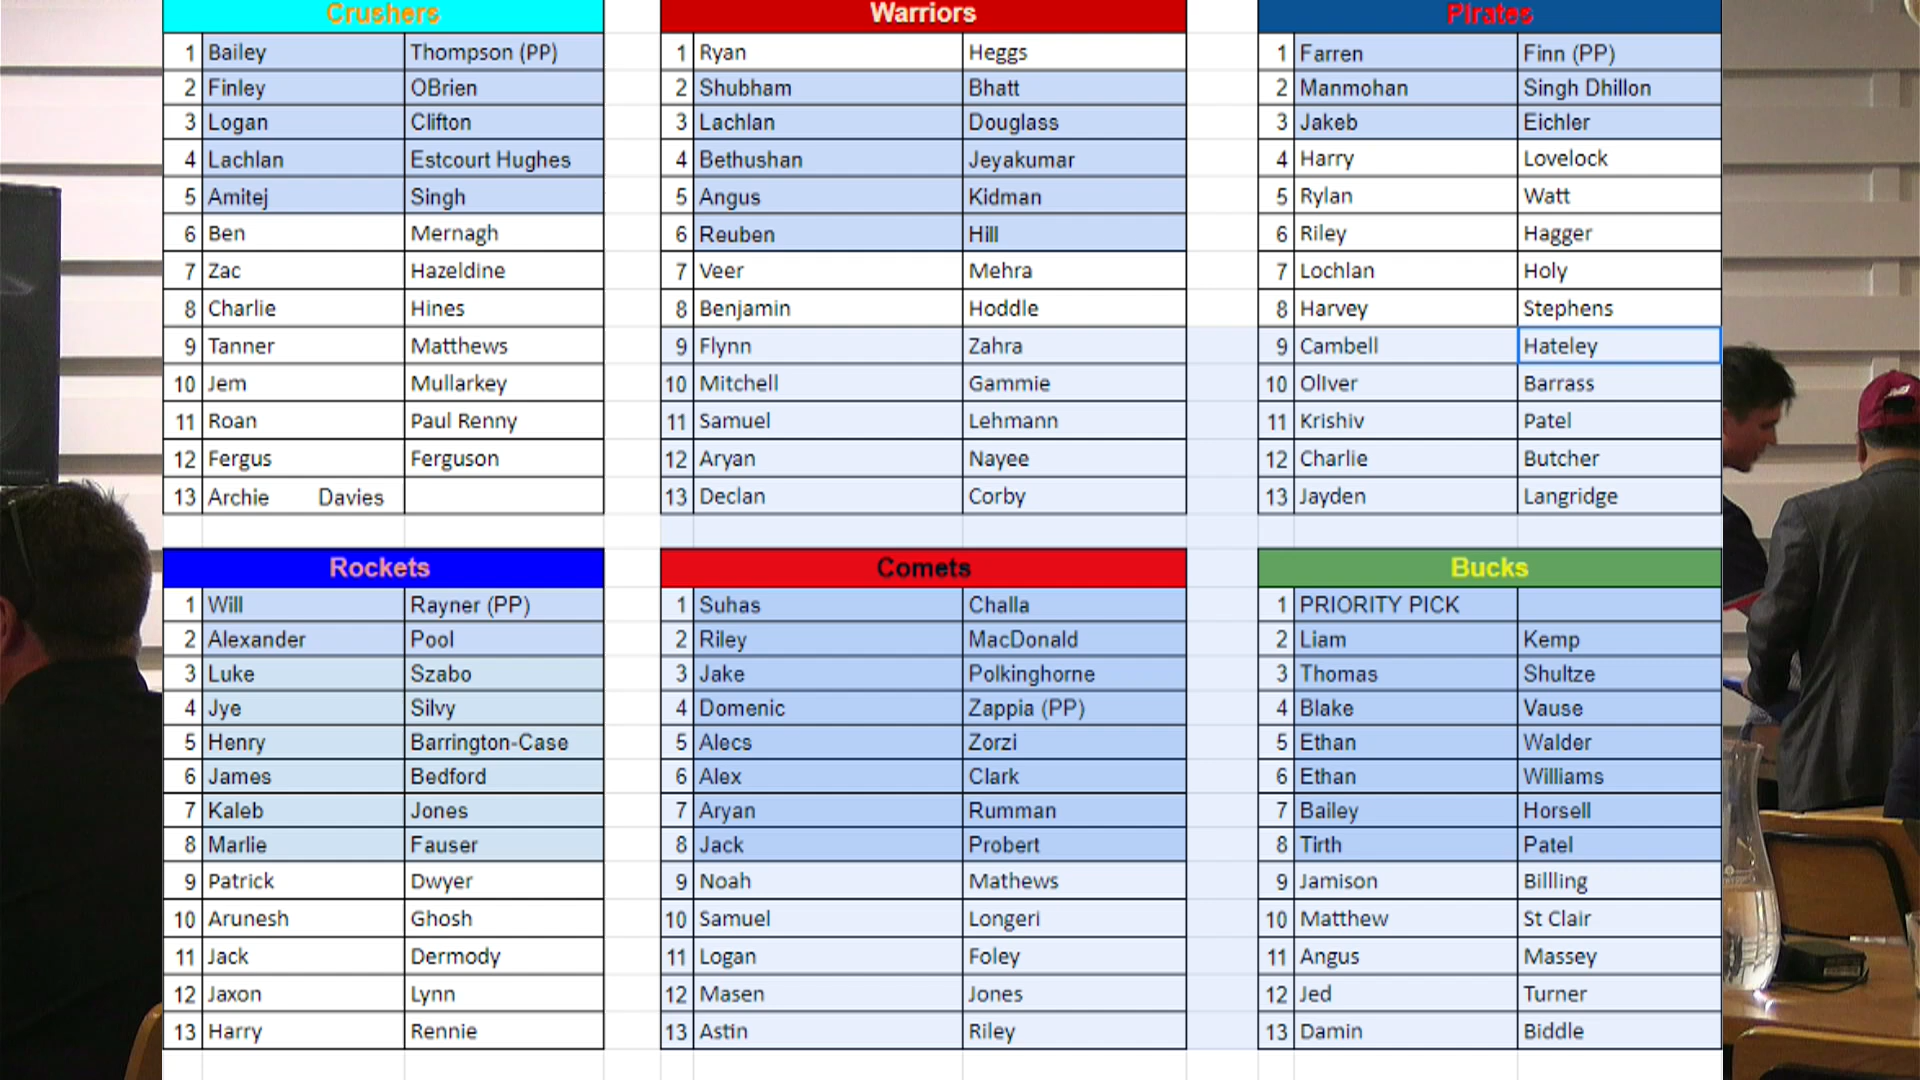 Crushers
1 Bailey Thompson (PP)
2 Finley OBrien
3 Logan Clifton
4 Lachlan Estcourt Hughes
5 Amitej Singh
6 Ben Mernagh
7 Zac Hazeldine
8 Charlie Hines
9 Tanner Matthews
10 Jem Mullarkey
11 Roan Paul Renny
12 Fergus Ferguson
13 Archie Davies
Warriors
1 Ryan Heggs
2 Shubham Bhatt
3 Lachlan Douglass
4 Bethushan Jeyakumar
5 Angus Kidman
6 Reuben Hill
7 Veer Mehra
8 Benjamin Hoddle
9 Flynn Zahra
10 Mitchell Gammie
11 Samuel Lehmann
12 Aryan Nayee
13 Declan Corby
Pirates
1 Farren Finn (PP)
2 Manmohan Singh Dhillon
3 Jakeb Eichler
4 Harry Lovelock
5 Rylan Watt
6 Riley Hagger
7 Lochlan Holy
8 Harvey Stephens
9 Cambell Hateley
10 Oliver Barrass
11 Krishiv Patel
12 Charlie Butcher
13 Jayden Langridge
Rockets
1 Will Rayner (PP)
2 Alexander Pool
3 Luke Szabo
4 Jye Silvy
5 Henry Barrington-Case
6 James Bedford
7 Kaleb Jones
8 Marlie Fauser
9 Patrick Dwyer
10 Arunesh Ghosh
11 Jack Dermody
12 Jaxon Lynn
13 Harry Rennie
Comets
1 Suhas Challa
2 Riley MacDonald
3 Jake Polkinghorne
4 Domenic Zappia (PP)
5 Alecs Zorzi
6 Alex Clark
7 Aryan Rumman
8 Jack Probert
9 Noah Mathews
10 Samuel Longeri
11 Logan Foley
12 Masen Jones
13 Astin Riley
Bucks
1 PRIORITY PICK
2 Liam Kemp
3 Thomas Shultze
4 Blake Vause
5 Ethan Walder
6 Ethan Williams
7 Bailey Horsell
8 Tirth Patel
9 Jamison Billling
10 Matthew St Clair
11 Angus Massey
12 Jed Turner
13 Damin Biddle